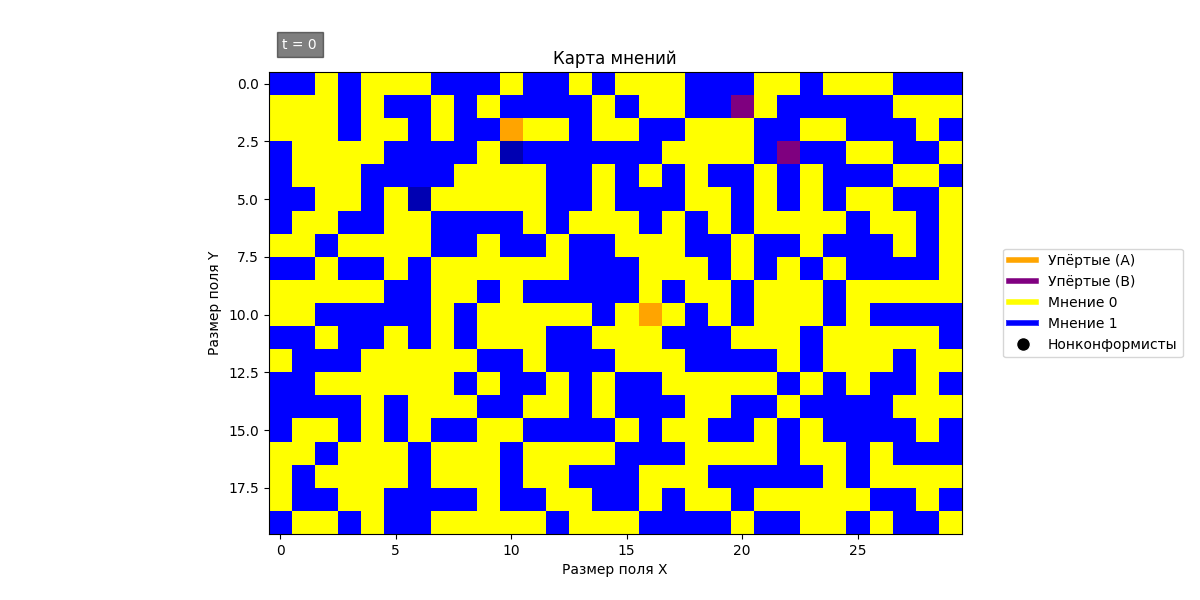 t = 0
Карта мнений
0.0
2.5
5.0
7.5
10.0
12.5
15.0
17.5
Размер поля Y
0
5
10
15
20
25
Размер поля X
Упёртые (A)
Упёртые (B)
Мнение 0
Мнение 1
Нонконформисты